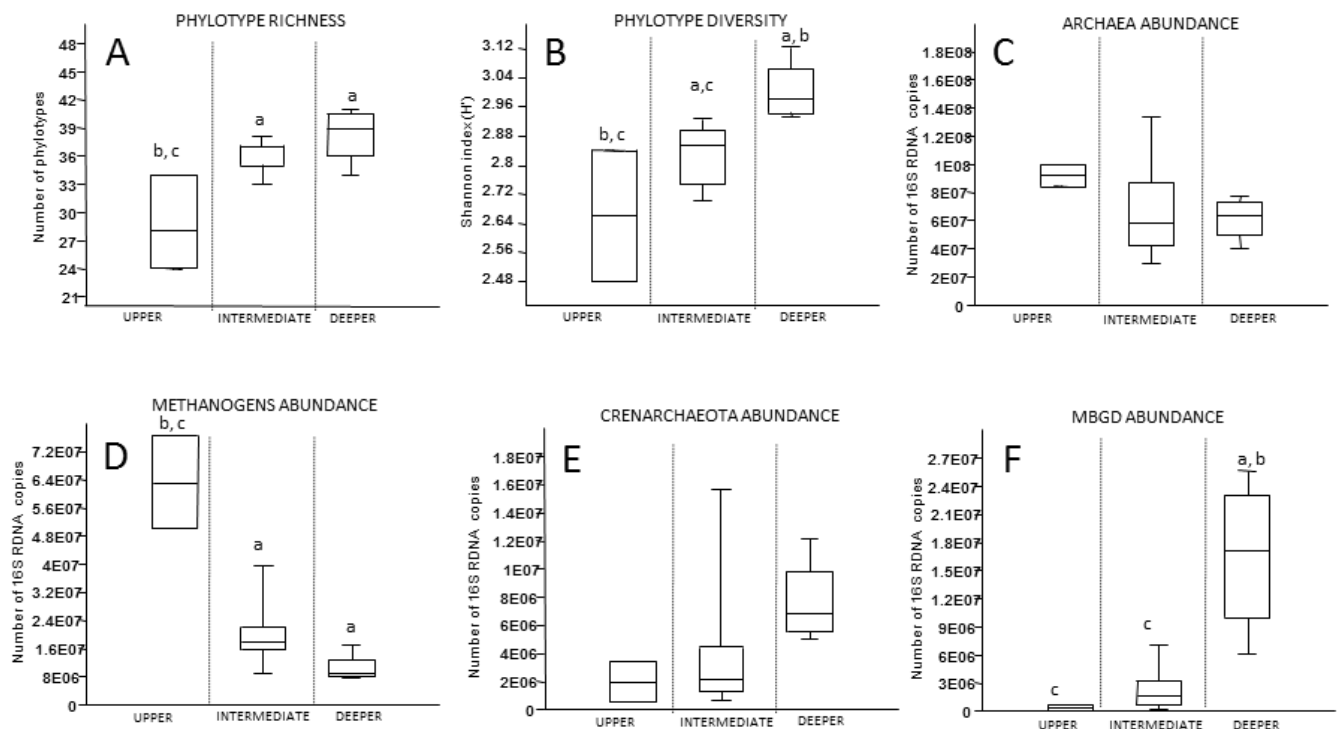 PHYLOTYPE RICHNESS
A
Number of phylotypes
48
45
42
39
36
33
30
27
24
21
b, c
a
a
UPPER
INTERMEDIATE
DEEPER
PHYLOTYPE DIVERSITY
B
Shannon index (H')
3.12
3.04
2.96
2.88
2.8
2.72
2.64
2.56
2.48
b, c
a,c
a, b
UPPER
INTERMEDIATE
DEEPER
ARCHAEA ABUNDANCE
C
Number of 16S RDNA copies
1.8E08
1.6E08
1.4E08
1.2E08
1E08
8E07
6E07
4E07
2E07
0
UPPER
INTERMEDIATE
DEEPER
METHANOGENS ABUNDANCE
D
Number of 16S RDNA copies
7.2E07
6.4E07
5.6E07
4.8E07
4E07
3.2E07
2.4E07
1.6E07
8E06
0
b, c
a
a
UPPER
INTERMEDIATE
DEEPER
CRENARCHAEOTA ABUNDANCE
E
Number of 16S RDNA copies
1.8E07
1.6E07
1.4E07
1.2E07
1E07
8E06
6E06
4E06
2E06
0
UPPER
INTERMEDIATE
DEEPER
MBGD ABUNDANCE
F
Number of 16S RDNA copies
2.7E07
2.4E07
2.1E07
1.8E07
1.5E07
1.2E07
9E06
6E06
3E06
0
c
c
a, b
UPPER
INTERMEDIATE
DEEPER